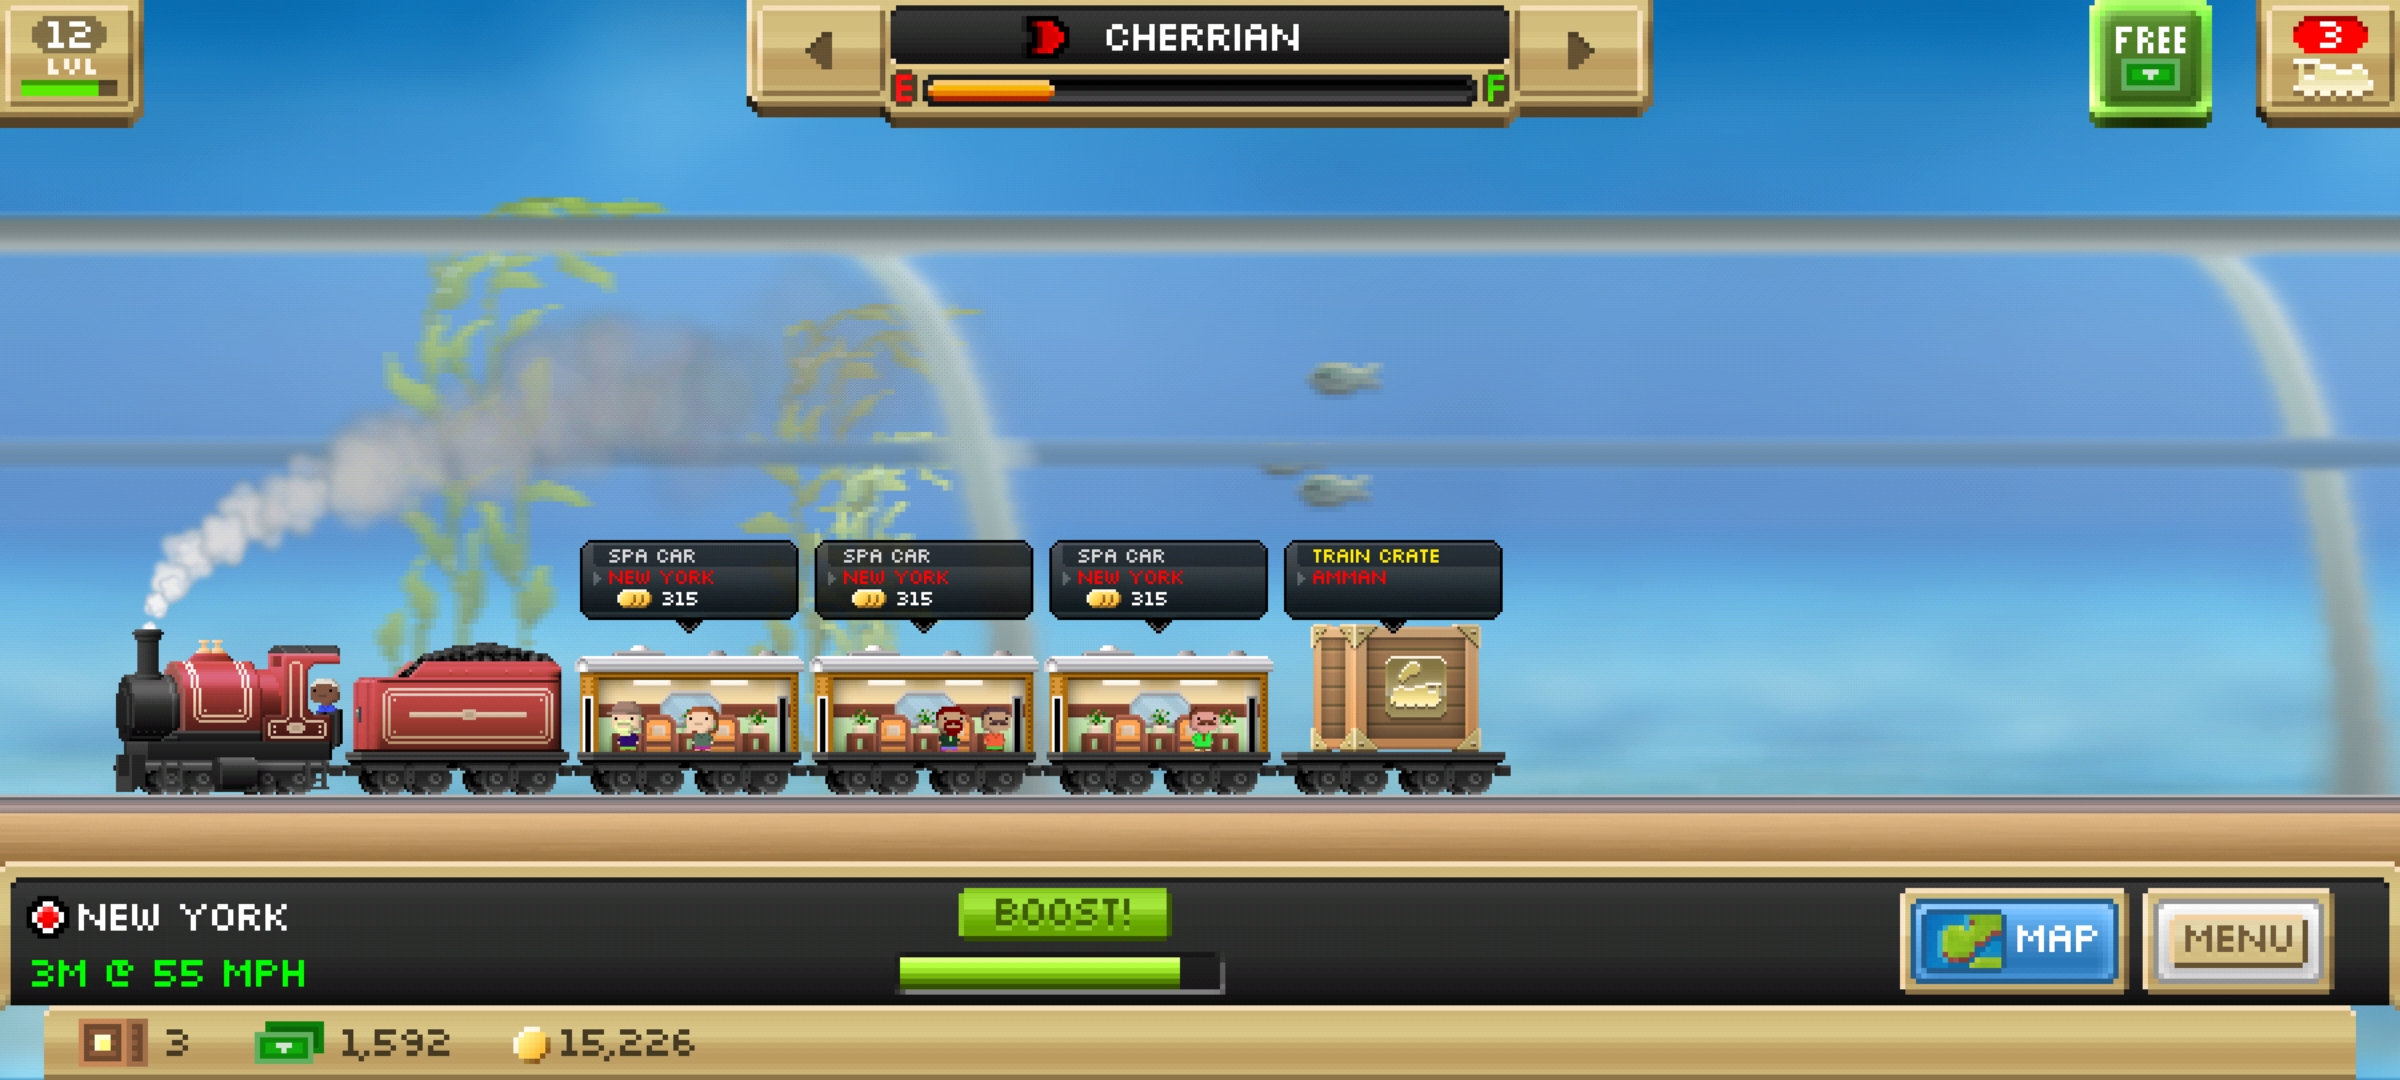 12
LVL
CHERRIAN
E F
FREE
3
SPA CAR
NEW YORK
315
SPA CAR
NEW YORK
315
SPA CAR
NEW YORK
315
TRAIN CRATE
AMMAN
NEW YORK
3M @ 55 MPH
BOOST!
MAP
MENU
3
1,592
15,226